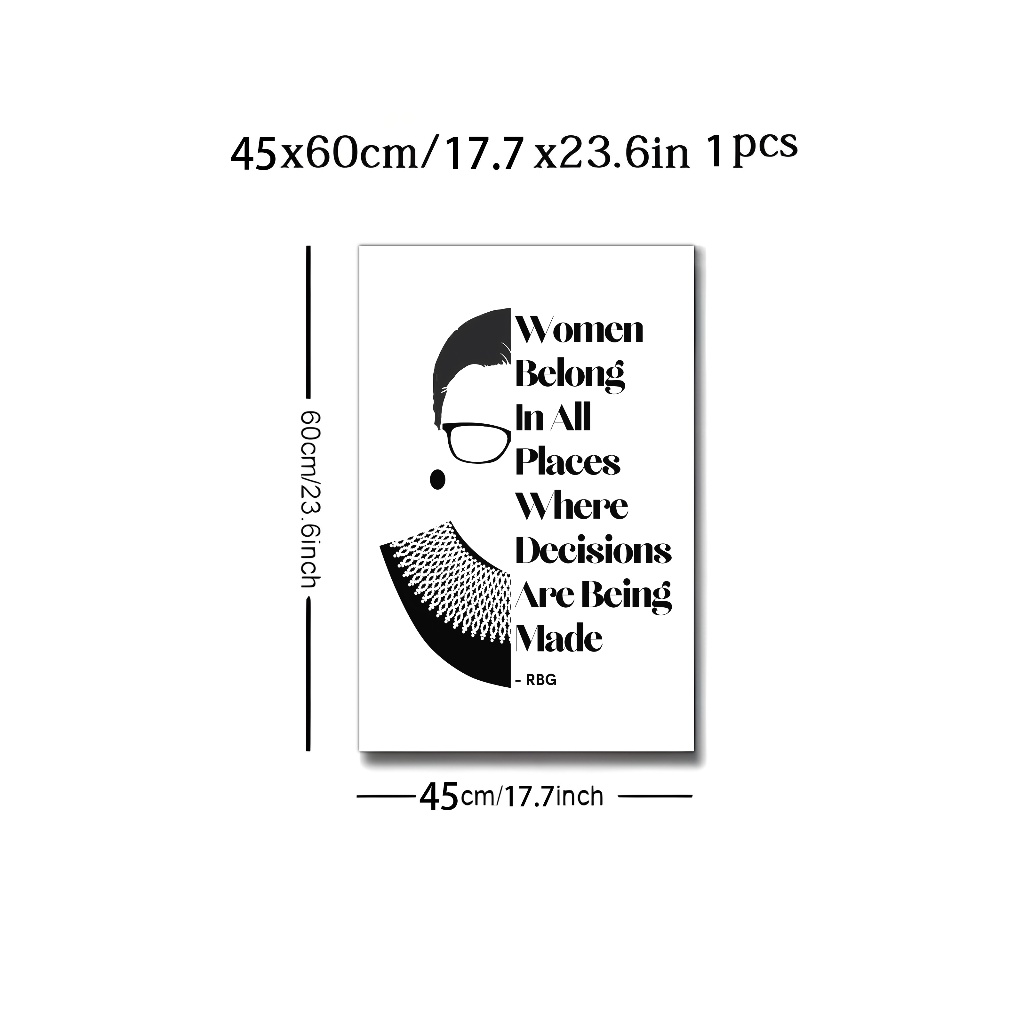 45x60cm/17.7 x23.6in 1pcs
60cm/23.6inch
Women
Belong
In All
Places
Where
Decisions
Are Being
Made
- RBG
45cm/17.7inch